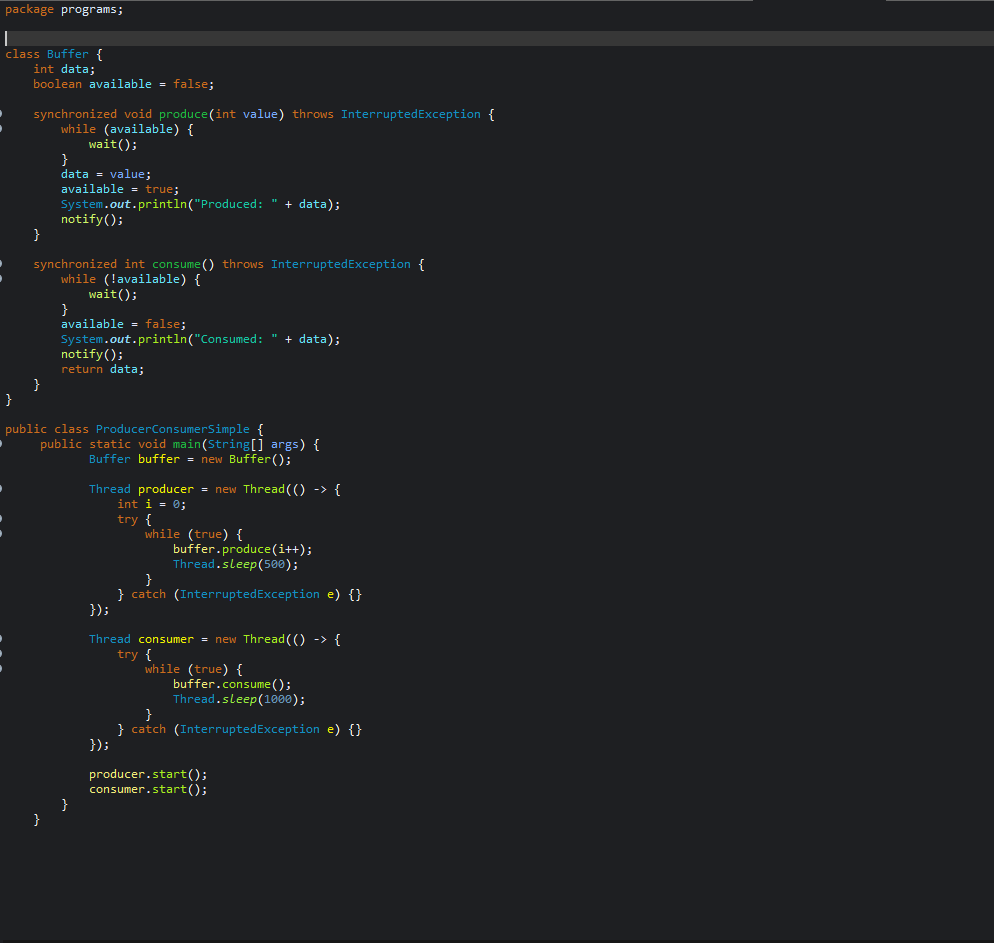 package programs;
class Buffer {
    int data;
    boolean available = false;
    synchronized void produce(int value) throws InterruptedException {
        while (available) {
            wait();
        }
        data = value;
        available = true;
        System.out.println("Produced: " + data);
        notify();
    }
    synchronized int consume() throws InterruptedException {
        while (!available) {
            wait();
        }
        available = false;
        System.out.println("Consumed: " + data);
        notify();
        return data;
    }
}
public class ProducerConsumerSimple {
     public static void main(String[] args) {
            Buffer buffer = new Buffer();
            Thread producer = new Thread(() -> {
                int i = 0;
                try {
                    while (true) {
                        buffer.produce(i++);
                        Thread.sleep(500);
                    }
                } catch (InterruptedException e) {}
            });
            Thread consumer = new Thread(() -> {
                try {
                    while (true) {
                        buffer.consume();
                        Thread.sleep(1000);
                    }
                } catch (InterruptedException e) {}
            });
            producer.start();
            consumer.start();
        }
    }